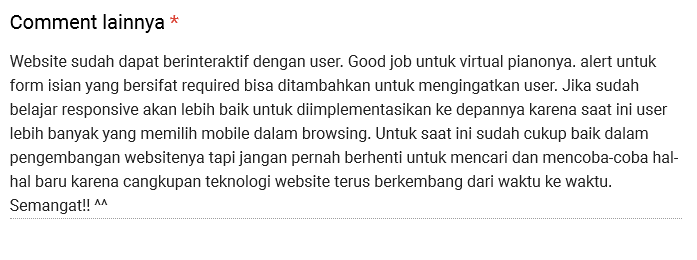 Comment lainnya *
Website sudah dapat berinteraktif dengan user. Good job untuk virtual pianonya. alert untuk
form isian yang bersifat required bisa ditambahkan untuk mengingatkan user. Jika sudah
belajar responsive akan lebih baik untuk diimplementasikan ke depannya karena saat ini user
lebih banyak yang memilih mobile dalam browsing. Untuk saat ini sudah cukup baik dalam
pengembangan websitenya tapi jangan pernah berhenti untuk mencari dan mencoba-coba hal-
hal baru karena cangkupan teknologi website terus berkembang dari waktu ke waktu.
Semangat!! ^^